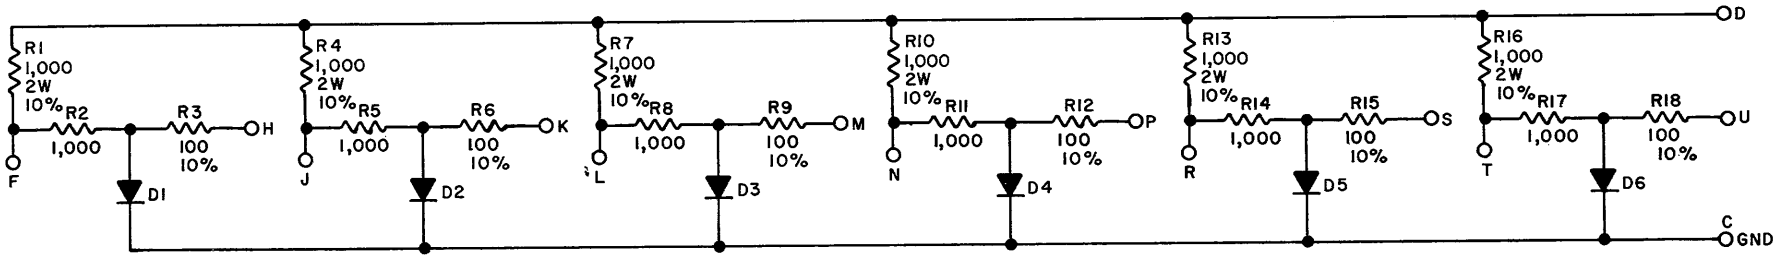 D
R1
1,000
2W
10%
R2
1,000
R3
100
10%
H
F
D1
R4
1,000
2W
10%
R5
1,000
R6
100
10%
K
J
D2
R7
1,000
2W
10%
R8
1,000
R9
100
10%
M
L
D3
R10
1,000
2W
10%
R11
1,000
R12
100
10%
P
N
D4
R13
1,000
2W
10%
R14
1,000
R15
100
10%
S
R
D5
R16
1,000
2W
10%
R17
1,000
R18
100
10%
U
T
D6
C
GND